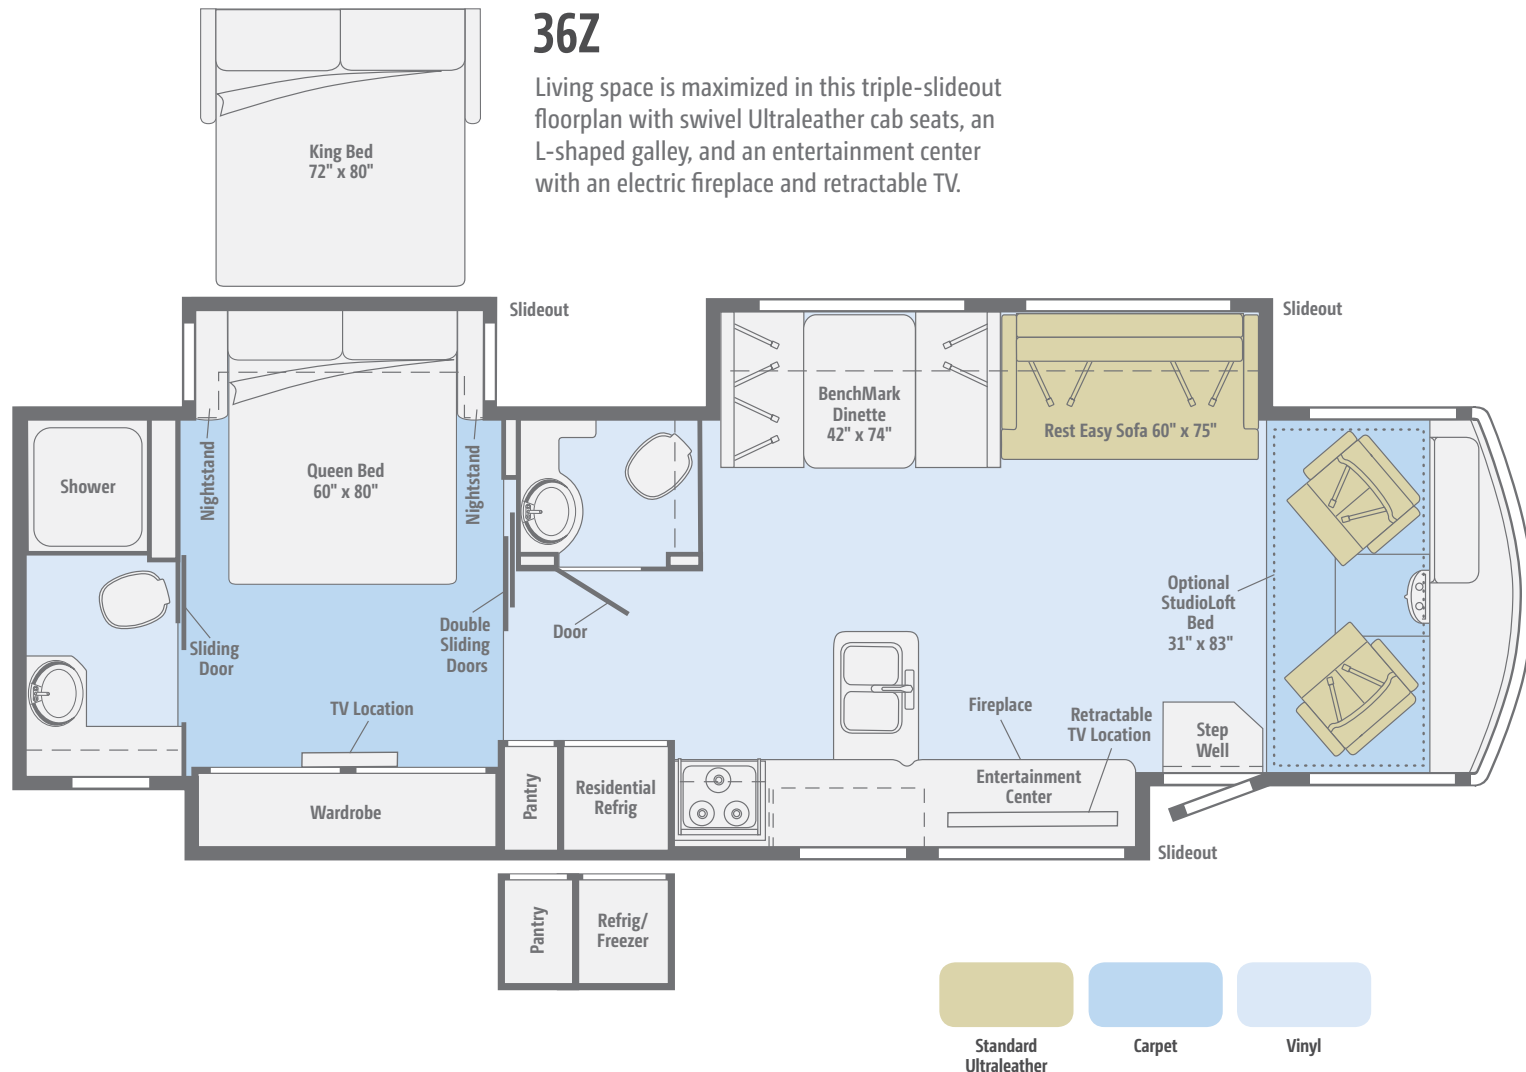 36Z
Living space is maximized in this triple-slideout
floorplan with swivel Ultraleather cab seats, an
L-shaped galley, and an entertainment center
with an electric fireplace and retractable TV.
King Bed
72" x 80"
Slideout
Slideout
BenchMark
Dinette
42" x 74"
Rest Easy Sofa 60" x 75"
Shower
Nightstand
Queen Bed
60" x 80"
Nightstand
Optional
StudioLoft
Bed
31" x 83"
Sliding
Door
Double
Sliding
Doors
Door
TV Location
Fireplace
Retractable
TV Location
Step
Well
Wardrobe
Pantry
Residential
Refrig
Entertainment
Center
Slideout
Pantry
Refrig/
Freezer
Standard
Ultraleather
Carpet
Vinyl